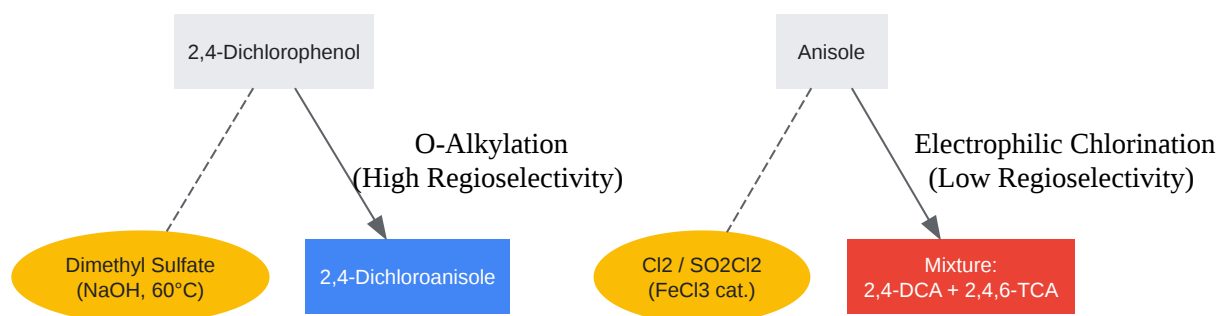 2,4-Dichlorophenol
Anisole
O-Alkylation
(High Regioselectivity)
Electrophilic Chlorination
(Low Regioselectivity)
Dimethyl Sulfate
(NaOH, 60°C)
2,4-Dichloroanisole
Cl2 / SO2Cl2
(FeCl3 cat.)
Mixture:
2,4-DCA + 2,4,6-TCA